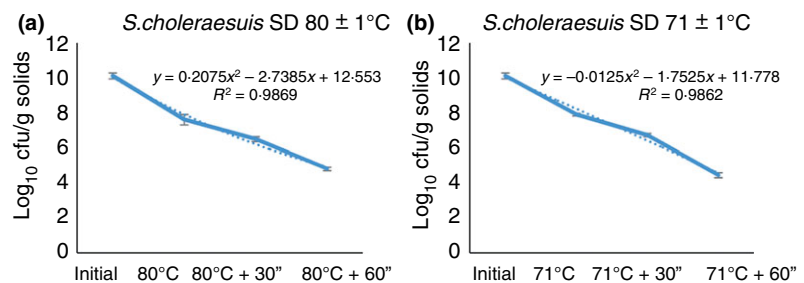 (a) S.choleraesuis SD 80 ± 1°C
Log10 cfu/g solids
12
10
8
6
4
2
0
y = 0·2075x² – 2·7385x + 12·553
R² = 0·9869
Initial 80°C 80°C + 30” 80°C + 60”
(b) S.choleraesuis SD 71 ± 1°C
Log10 cfu/g solids
12
10
8
6
4
2
0
y = –0·0125x² – 1·7525x + 11·778
R² = 0·9862
Initial 71°C 71°C + 30” 71°C + 60”